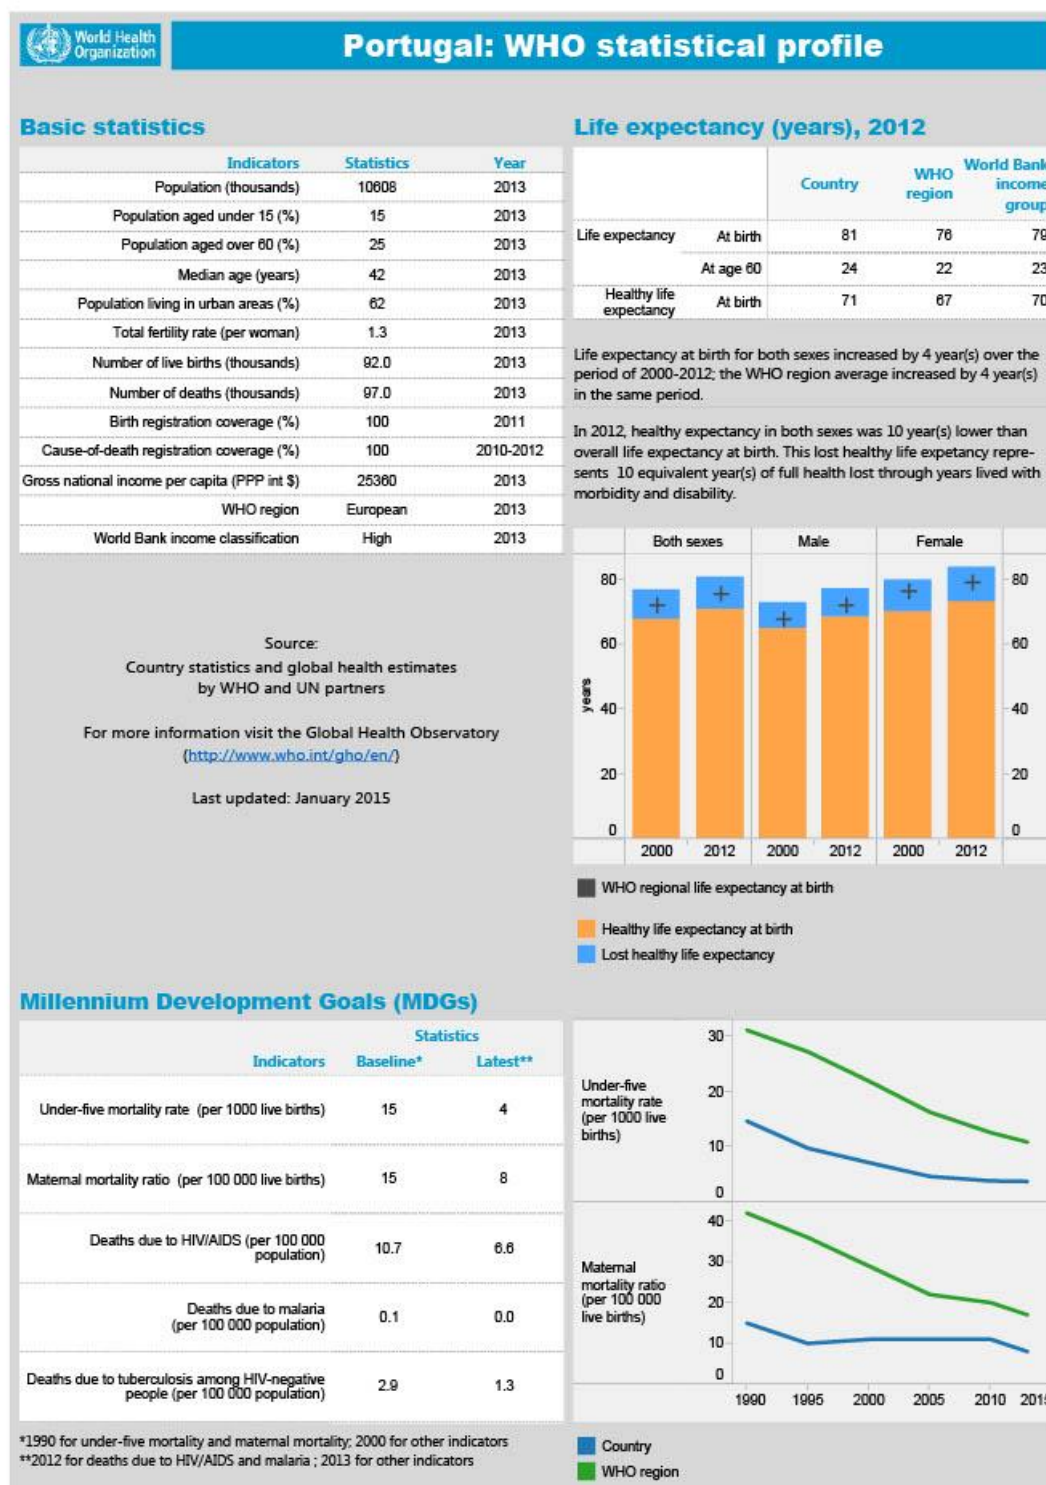 World Health
Organization
Portugal: WHO statistical profile
Basic statistics
Indicators Statistics Year
Population (thousands) 10608 2013
Population aged under 15 (%) 15 2013
Population aged over 60 (%) 25 2013
Median age (years) 42 2013
Population living in urban areas (%) 62 2013
Total fertility rate (per woman) 1.3 2013
Number of live births (thousands) 92.0 2013
Number of deaths (thousands) 97.0 2013
Birth registration coverage (%) 100 2011
Cause-of-death registration coverage (%) 100 2010-2012
Gross national income per capita (PPP int $) 25360 2013
WHO region European 2013
World Bank income classification High 2013
Source:
Country statistics and global health estimates
by WHO and UN partners
For more information visit the Global Health Observatory
(http://www.who.int/gho/en/)
Last updated: January 2015
Life expectancy (years), 2012
Country
WHO
region
World Bank
income
group
Life expectancy At birth 81 76 79
At age 60 24 22 23
Healthy life
expectancy
At birth 71 67 70
Life expectancy at birth for both sexes increased by 4 year(s) over the
period of 2000-2012; the WHO region average increased by 4 year(s)
in the same period.
In 2012, healthy expectancy in both sexes was 10 year(s) lower than
overall life expectancy at birth. This lost healthy life expetancy repre-
sents 10 equivalent year(s) of full health lost through years lived with
morbidity and disability.
Both sexes Male Female
80 80
60 60
years
40 40
20 20
0 0
2000 2012 2000 2012 2000 2012
WHO regional life expectancy at birth
Healthy life expectancy at birth
Lost healthy life expectancy
Millennium Development Goals (MDGs)
Statistics
Indicators Baseline* Latest**
Under-five mortality rate (per 1000 live births) 15 4
Maternal mortality ratio (per 100 000 live births) 15 8
Deaths due to HIV/AIDS (per 100 000
population)
10.7 6.6
Deaths due to malaria
(per 100 000 population)
0.1 0.0
Deaths due to tuberculosis among HIV-negative
people (per 100 000 population)
2.9 1.3
*1990 for under-five mortality and maternal mortality; 2000 for other indicators
**2012 for deaths due to HIV/AIDS and malaria ; 2013 for other indicators
Under-five
mortality rate
(per 1000 live
births)
30
20
10
0
Maternal
mortality ratio
(per 100 000
live births)
40
30
20
10
0
1990 1995 2000 2005 2010 2015
Country
WHO region